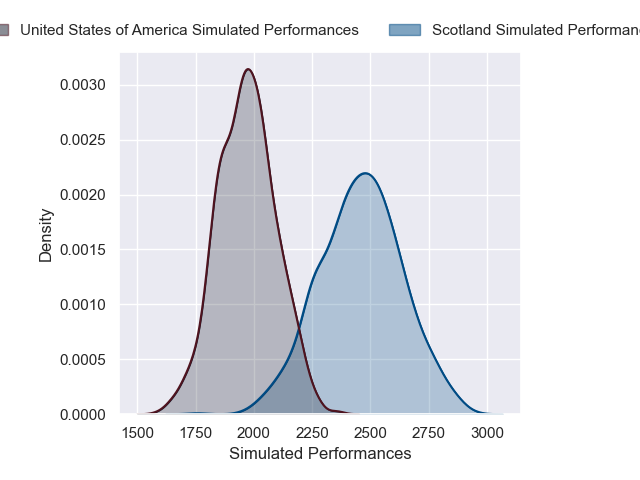 United States of America Simulated Performances
Scotland Simulated
0.0030
0.0025
0.0020
0.0015
0.0010
0.0005
0.0000
Density
1500 1750 2000 2250 2500 2750 3000
Simulated Performances